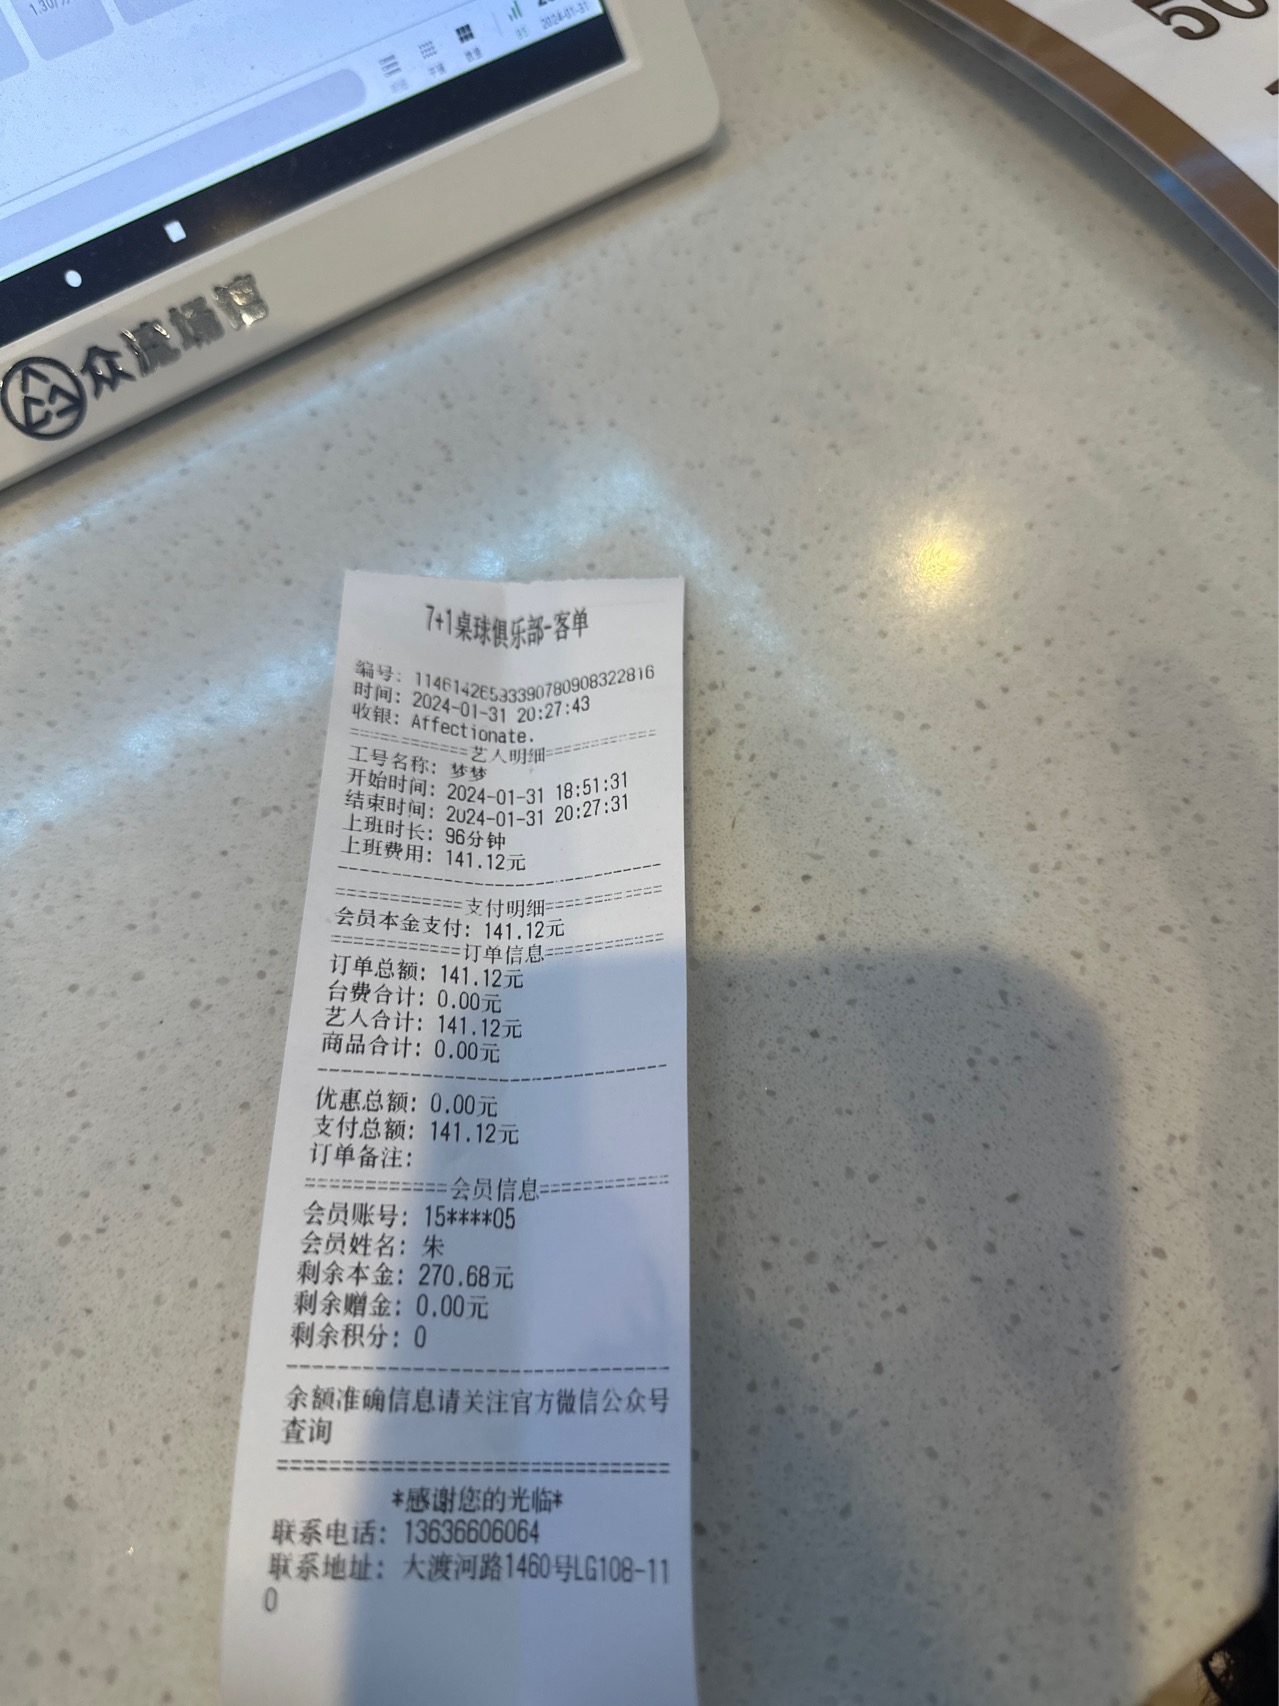 1.30/分
2024-01-31
众流场馆
50
7+1桌球俱乐部-客单
编号: 1146142659339078090832 2816
时间: 2024-01-31 20:27:43
收银: Affectionate.
===========艺人明细===========
工号名称: 梦梦
开始时间: 2024-01-31 18:51:31
结束时间: 2024-01-31 20:27:31
上班时长: 96分钟
上班费用: 141.12元
--------------------------------
===========支付明细===========
会员本金支付: 141.12元
===========订单信息===========
订单总额: 141.12元
台费合计: 0.00元
艺人合计: 141.12元
商品合计: 0.00元
--------------------------------
优惠总额: 0.00元
支付总额: 141.12元
订单备注:
===========会员信息===========
会员账号: 15****05
会员姓名: 朱
剩余本金: 270.68元
剩余赠金: 0.00元
剩余积分: 0
--------------------------------
余额准确信息请关注官方微信公众号
查询
================================
*感谢您的光临*
联系电话: 13636606064
联系地址: 大渡河路1460号LG108-11
0